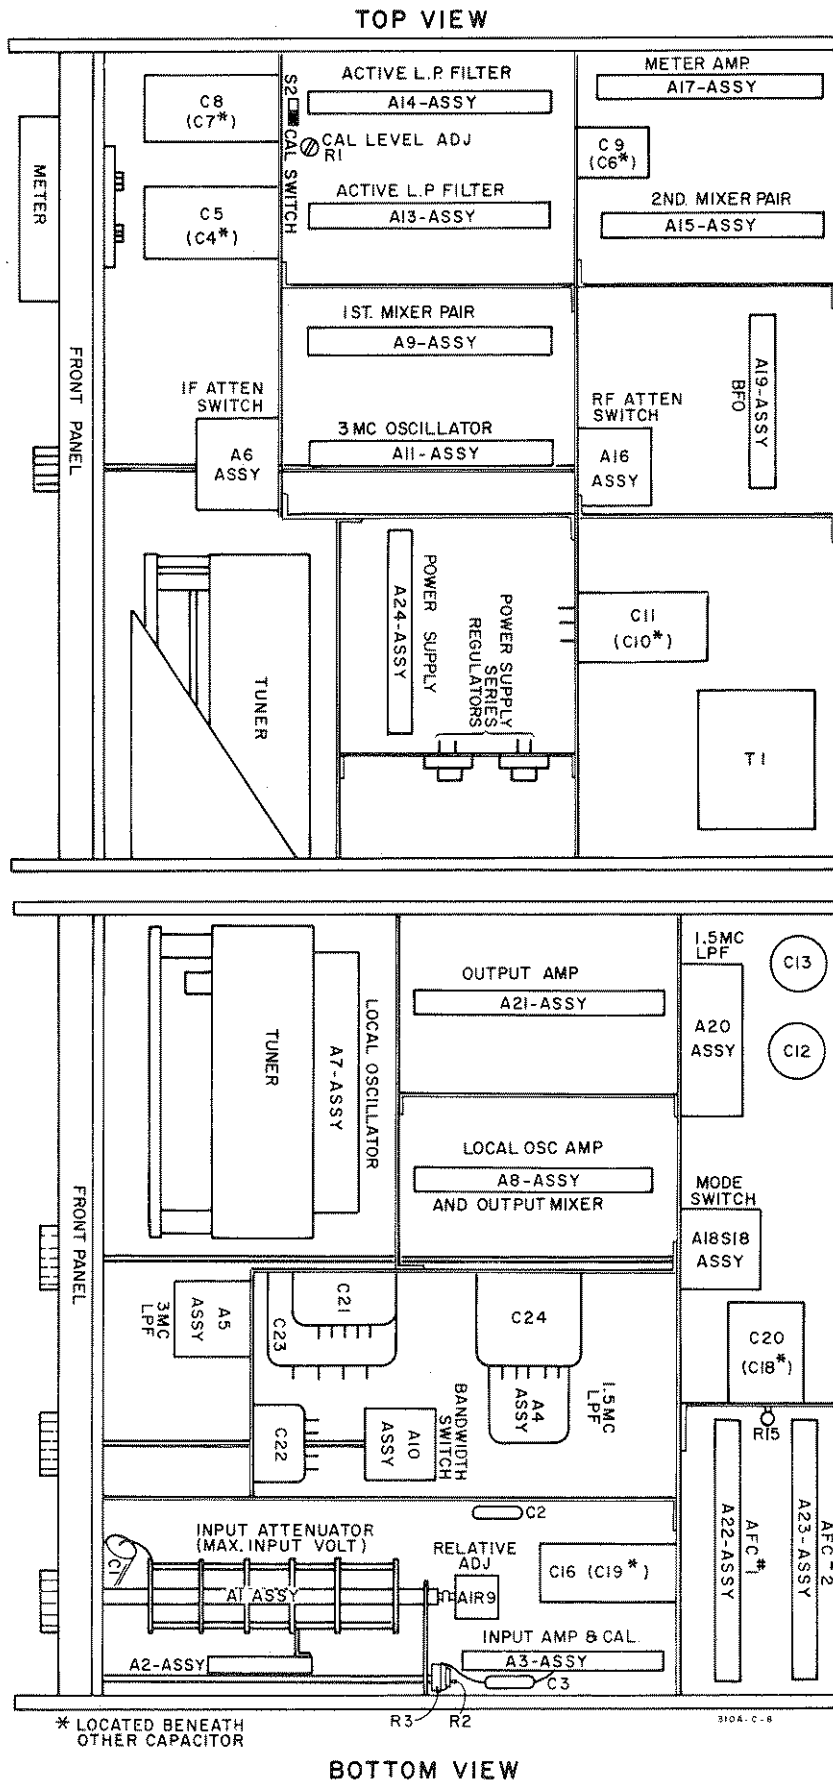 TOP VIEW
METER
FRONT PANEL
C8
(C7*)
C5
(C4*)
S2
CAL SWITCH
ACTIVE L.P. FILTER
A14-ASSY
CAL LEVEL ADJ
R1
ACTIVE L.P FILTER
A13-ASSY
METER AMP.
A17-ASSY
C9
(C6*)
2ND. MIXER PAIR
A15-ASSY
1ST. MIXER PAIR
A9-ASSY
3MC OSCILLATOR
A11-ASSY
IF ATTEN
SWITCH
A6
ASSY
RF ATTEN
SWITCH
A16
ASSY
A19-ASSY
BFO
TUNER
A24-ASSY
POWER SUPPLY
POWER SUPPLY
SERIES
REGULATORS
C11
(C10*)
T1
FRONT PANEL
TUNER
A7-ASSY
LOCAL OSCILLATOR
OUTPUT AMP
A21-ASSY
1.5MC
LPF
A20
ASSY
C13
C12
LOCAL OSC AMP
A8-ASSY
AND OUTPUT MIXER
MODE
SWITCH
A18S18
ASSY
A5
ASSY
3MC
LPF
C21
C23
C24
A4
ASSY
1.5MC
LPF
C22
A10
ASSY
BANDWIDTH
SWITCH
C20
(C18*)
R15
A22-ASSY
AFC#1
A23-ASSY
AFC-2
C1
INPUT ATTENUATOR
(MAX. INPUT VOLT)
A1 ASSY
A2-ASSY
C2
RELATIVE
ADJ
A1R9
C16 (C19*)
INPUT AMP & CAL.
A3-ASSY
C3
R3
R2
* LOCATED BENEATH
OTHER CAPACITOR
310A-C-8
BOTTOM VIEW